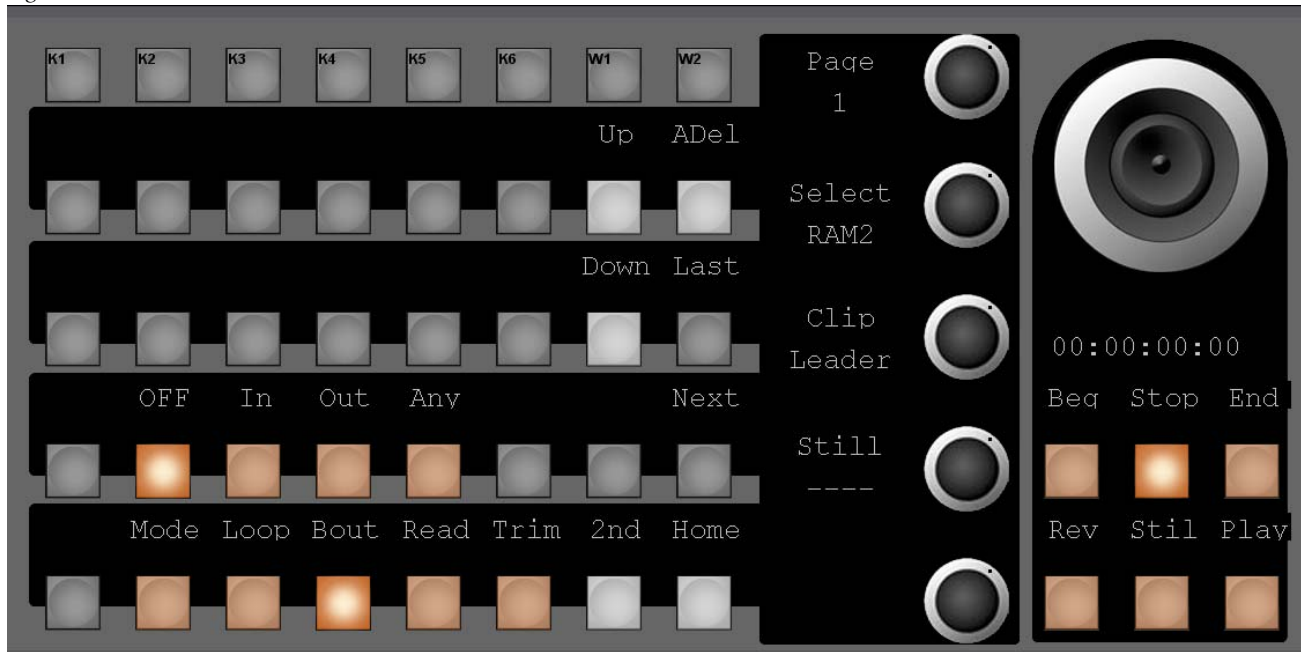 K1 K2 K3 K4 K5 K6 W1 W2
Page
1
Up ADel
Select
RAM2
Down Last
Clip
Leader
00:00:00:00
OFF In Out Any Next
Beg Stop End
Still
----
Mode Loop Bout Read Trim 2nd Home
Rev Stil Play